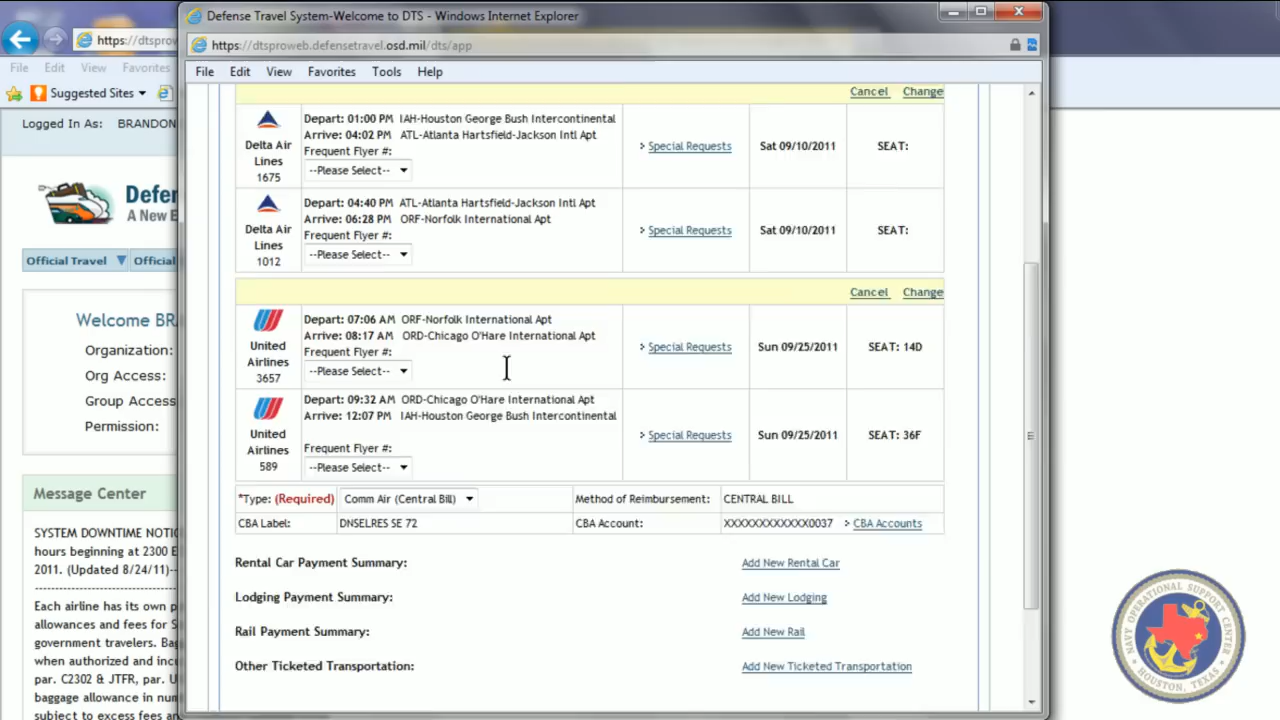 Defense Travel System-Welcome to DTS - Windows Internet Explorer
https://dtsprow
https://dtsproweb.defensetravel.osd.mil/dts/app
File Edit View Favorites
File Edit View Favorites Tools Help
Suggested Sites
Logged In As: BRANDON
Defen
A New E
Official Travel Official
Welcome BR
Organization:
Org Access:
Group Access
Permission:
Message Center
SYSTEM DOWNTIME NOTIC
hours beginning at 2300 E
2011. (Updated 8/24/11)--
Each airline has its own p
allowances and fees for S
government travelers. Bag
when authorized and incu
par. C2302 & JTFR, par. U
baggage allowance in num
subject to excess fees an
Cancel Change
Delta Air Lines 1675
Depart: 01:00 PM IAH-Houston George Bush Intercontinental
Arrive: 04:02 PM ATL-Atlanta Hartsfield-Jackson Intl Apt
Frequent Flyer #:
--Please Select--
> Special Requests
Sat 09/10/2011
SEAT:
Delta Air Lines 1012
Depart: 04:40 PM ATL-Atlanta Hartsfield-Jackson Intl Apt
Arrive: 06:28 PM ORF-Norfolk International Apt
Frequent Flyer #:
--Please Select--
> Special Requests
Sat 09/10/2011
SEAT:
Cancel Change
United Airlines 3657
Depart: 07:06 AM ORF-Norfolk International Apt
Arrive: 08:17 AM ORD-Chicago O'Hare International Apt
Frequent Flyer #:
--Please Select--
> Special Requests
Sun 09/25/2011
SEAT: 14D
United Airlines 589
Depart: 09:32 AM ORD-Chicago O'Hare International Apt
Arrive: 12:07 PM IAH-Houston George Bush Intercontinental
Frequent Flyer #:
--Please Select--
> Special Requests
Sun 09/25/2011
SEAT: 36F
*Type: (Required) Comm Air (Central Bill) Method of Reimbursement: CENTRAL BILL
CBA Label: DNSELRES SE 72 CBA Account: XXXXXXXXXXXX0037 > CBA Accounts
Rental Car Payment Summary: Add New Rental Car
Lodging Payment Summary: Add New Lodging
Rail Payment Summary: Add New Rail
Other Ticketed Transportation: Add New Ticketed Transportation
NAVY OPERATIONAL SUPPORT CENTER
HOUSTON, TEXAS